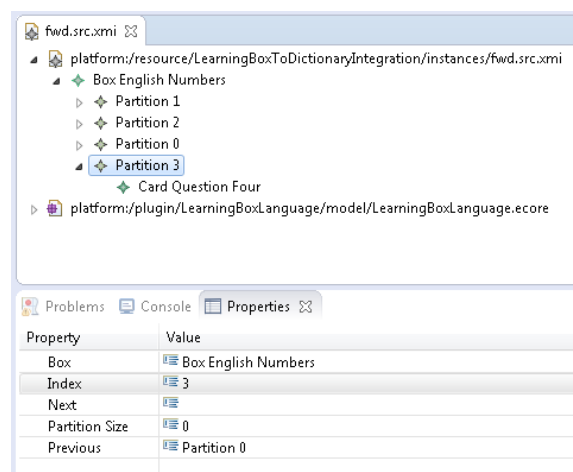 fwd.src.xmi
platform:/resource/LearningBoxToDictionaryIntegration/instances/fwd.src.xmi
Box English Numbers
Partition 1
Partition 2
Partition 0
Partition 3
Card Question Four
platform:/plugin/LearningBoxLanguage/model/LearningBoxLanguage.ecore
Problems Console Properties
Property Value
Box Box English Numbers
Index 3
Next
Partition Size 0
Previous Partition 0